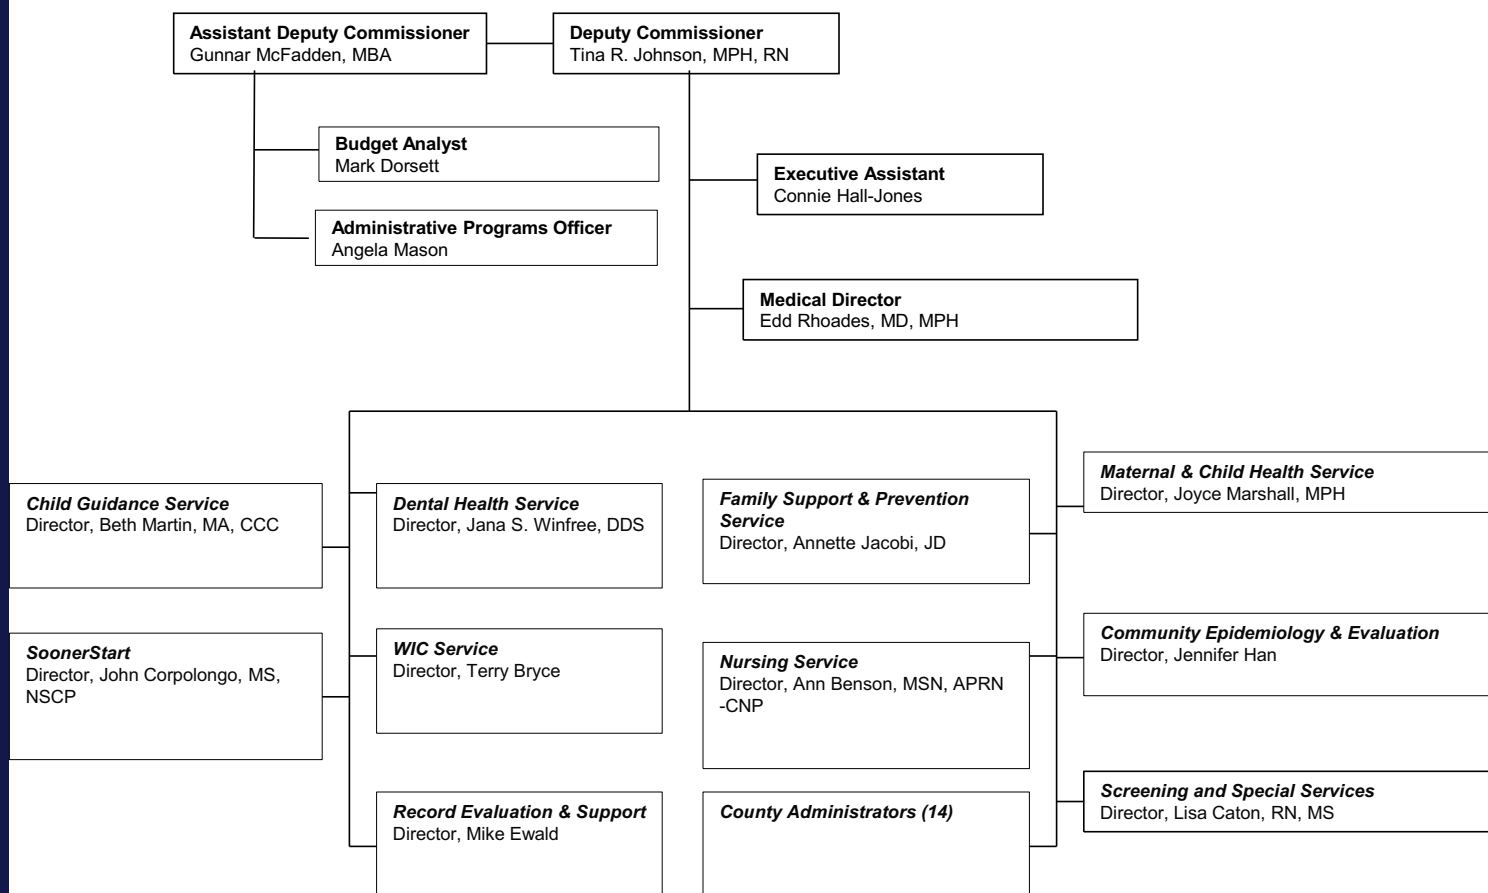 Assistant Deputy Commissioner
Gunnar McFadden, MBA
Deputy Commissioner
Tina R. Johnson, MPH, RN
Budget Analyst
Mark Dorsett
Executive Assistant
Connie Hall-Jones
Administrative Programs Officer
Angela Mason
Medical Director
Edd Rhoades, MD, MPH
Child Guidance Service
Director, Beth Martin, MA, CCC
Dental Health Service
Director, Jana S. Winfree, DDS
Family Support & Prevention
Service
Director, Annette Jacobi, JD
Maternal & Child Health Service
Director, Joyce Marshall, MPH
SoonerStart
Director, John Corpolongo, MS,
NSCP
WIC Service
Director, Terry Bryce
Nursing Service
Director, Ann Benson, MSN, APRN
-CNP
Community Epidemiology & Evaluation
Director, Jennifer Han
Record Evaluation & Support
Director, Mike Ewald
County Administrators (14)
Screening and Special Services
Director, Lisa Caton, RN, MS